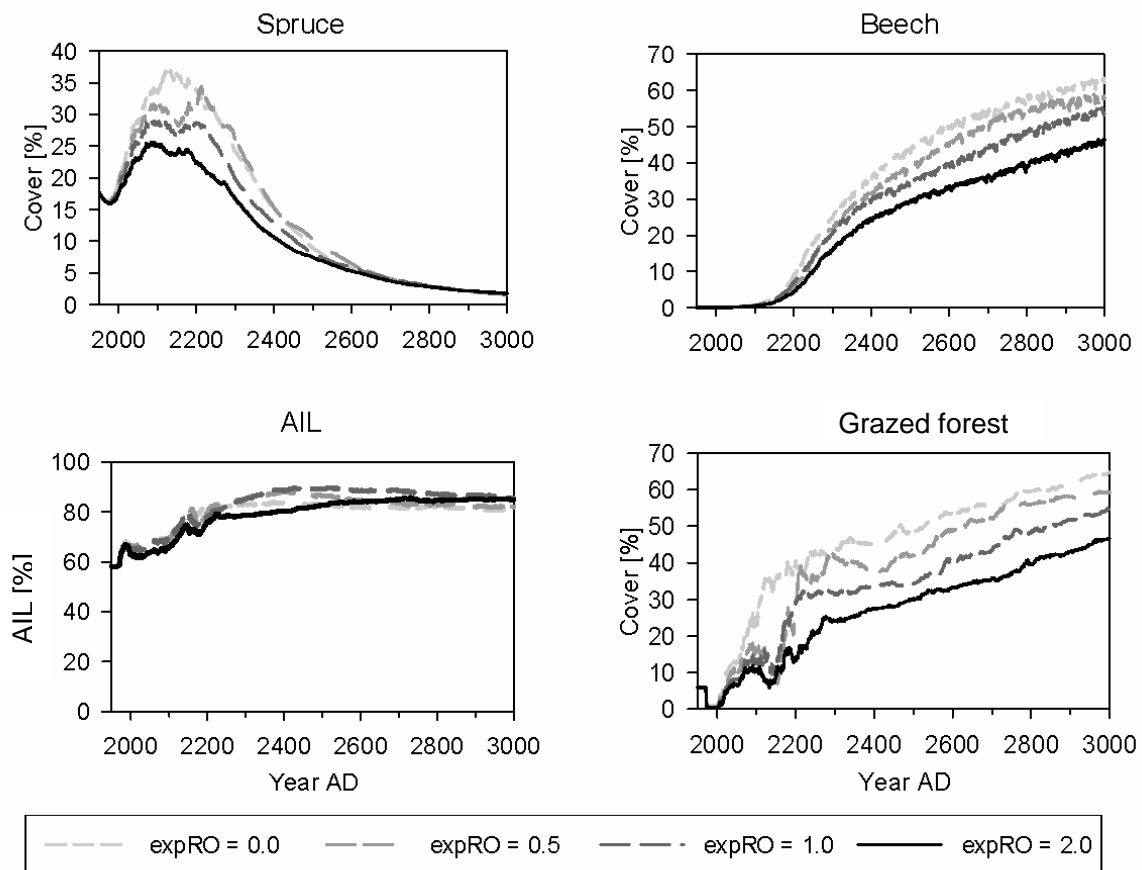 Spruce
Cover [%]
40
35
30
25
20
15
10
5
0
2000 2200 2400 2600 2800 3000
Beech
Cover [%]
70
60
50
40
30
20
10
0
2000 2200 2400 2600 2800 3000
AIL
AIL [%]
100
80
60
40
20
0
2000 2200 2400 2600 2800 3000
Year AD
Grazed forest
Cover [%]
70
60
50
40
30
20
10
0
2000 2200 2400 2600 2800 3000
Year AD
expRO = 0.0 expRO = 0.5 expRO = 1.0 expRO = 2.0